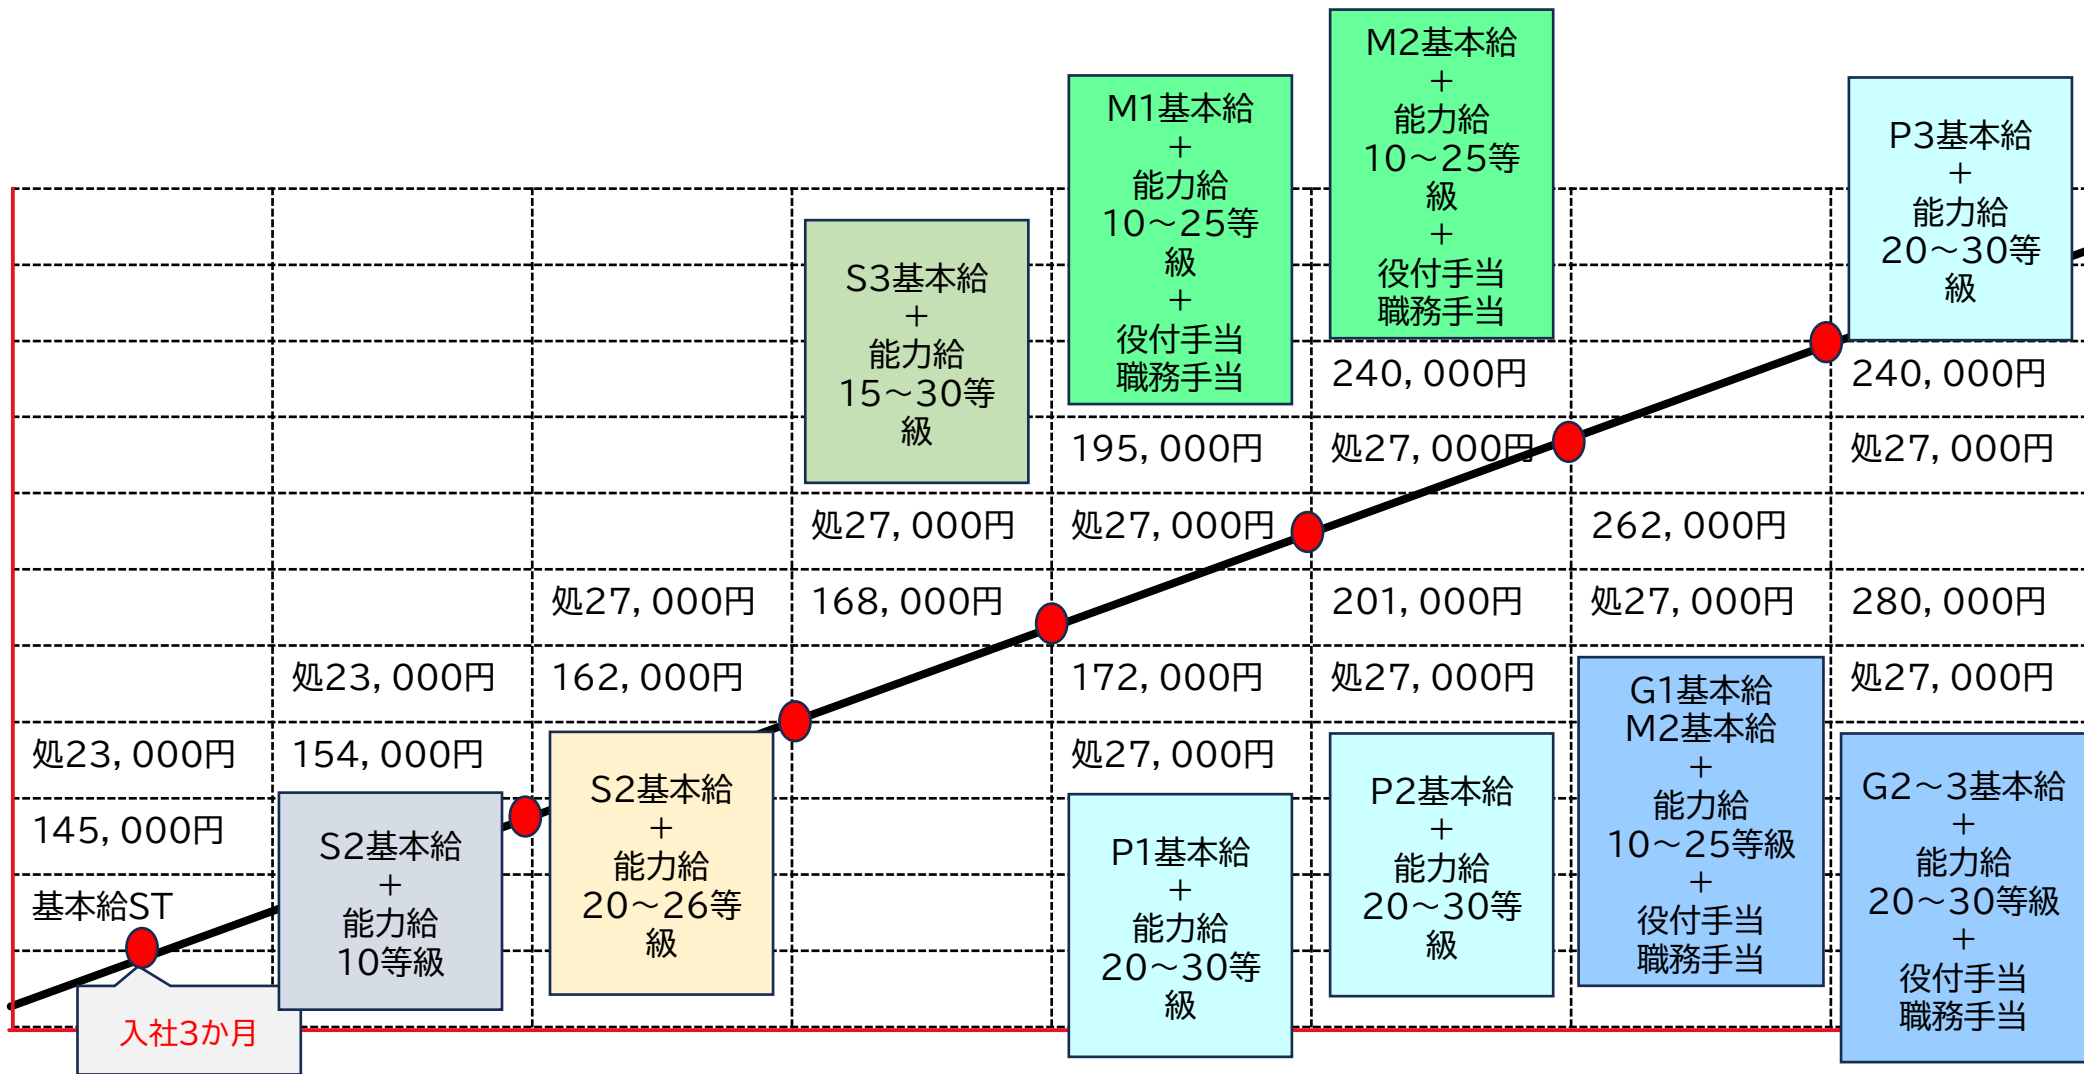 処23,000円
145,000円
基本給ST
入社3か月
処23,000円
154,000円
S2基本給
+
能力給
10等級
処27,000円
162,000円
S2基本給
+
能力給
20~26等
級
S3基本給
+
能力給
15~30等
級
処27,000円
168,000円
M1基本給
+
能力給
10~25等
級
+
役付手当
職務手当
195,000円
処27,000円
172,000円
処27,000円
P1基本給
+
能力給
20~30等
級
M2基本給
+
能力給
10~25等
級
+
役付手当
職務手当
240,000円
処27,000円
201,000円
処27,000円
P2基本給
+
能力給
20~30等
級
262,000円
処27,000円
G1基本給
M2基本給
+
能力給
10~25等級
+
役付手当
職務手当
P3基本給
+
能力給
20~30等
級
240,000円
処27,000円
280,000円
処27,000円
G2~3基本給
+
能力給
20~30等級
+
役付手当
職務手当